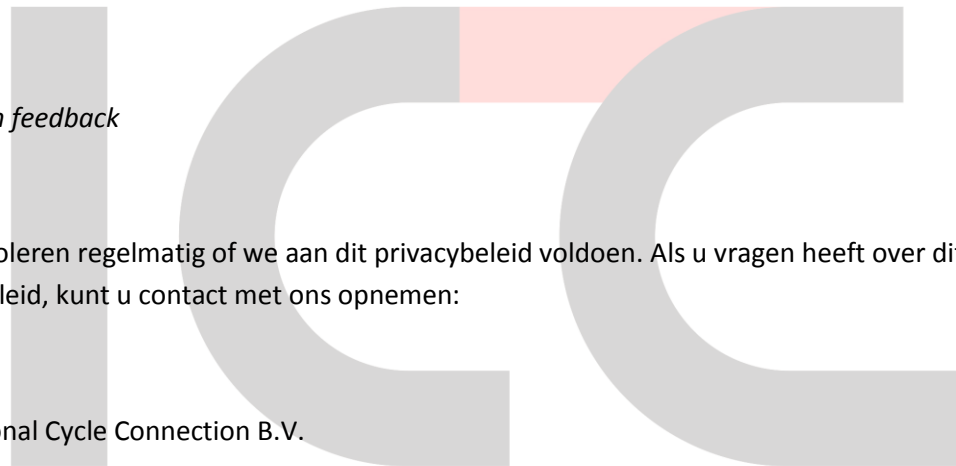 n feedback
oleren regelmatig of we aan dit privacybeleid voldoen. Als u vragen heeft over dit
leid, kunt u contact met ons opnemen:
onal Cycle Connection B.V.
ICC